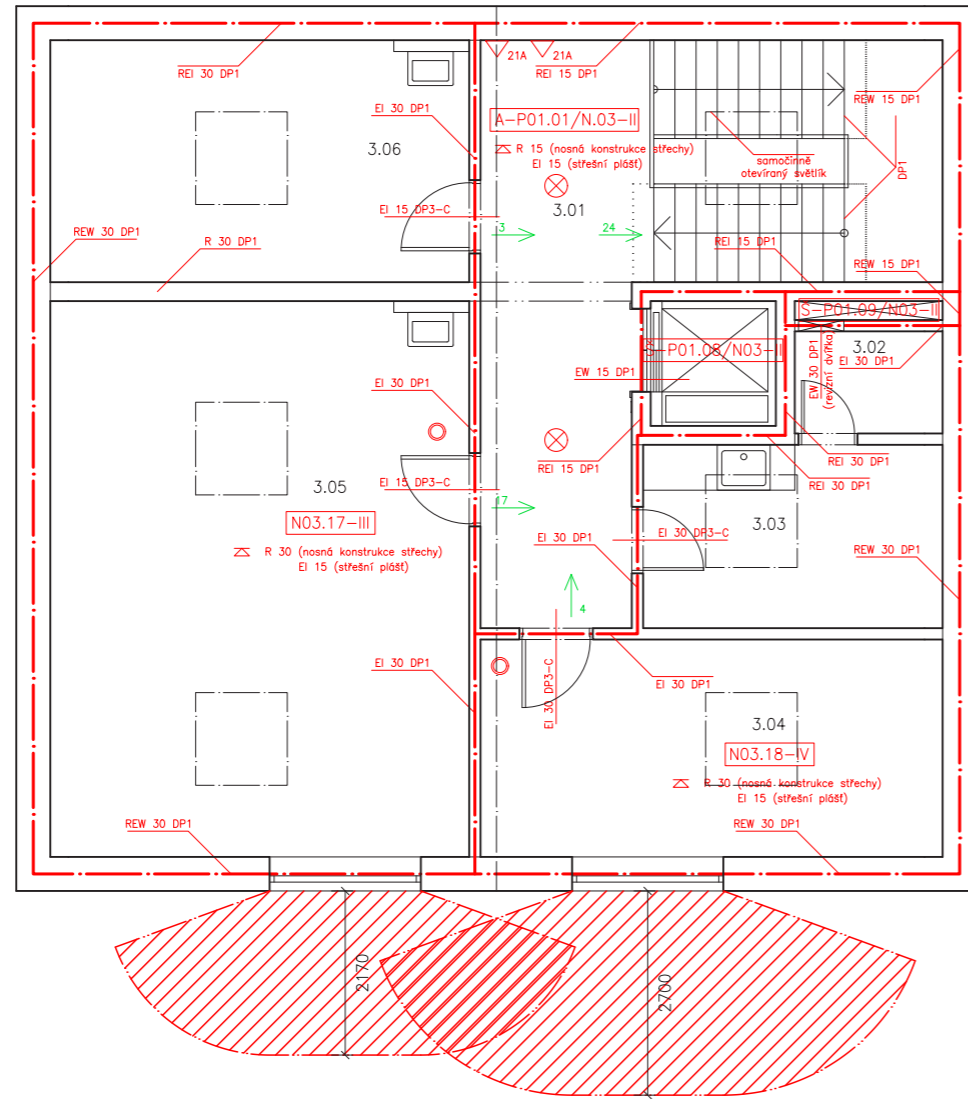 REI 30 DP1
21A
21A
REI 15 DP1
REW 15 DP1
EI 30 DP1
A-P01.01/N.03-II
3.06
R 15 (nosná konstrukce střechy)
EI 15 (střešní plášť)
samočinně
otevíraný světlík
DP1
3.01
EI 15 DP3-C
3
24
REW 30 DP1
R 30 DP1
REI 15 DP1
REW 15 DP1
S-P01.09/N03-II
3.02
Š-P01.08/N03-II
EW 15 DP1
EW 30 DP1
(revizní dvířka)
EI 30 DP1
EI 30 DP1
REI 15 DP1
REI 30 DP1
REI 30 DP1
3.05
EI 15 DP3-C
17
N03.17-III
R 30 (nosná konstrukce střechy)
EI 15 (střešní plášť)
3.03
EI 30 DP1
EI 30 DP3-C
REW 30 DP1
4
EI 30 DP1
EI 30 DP3-C
EI 30 DP1
3.04
N03.18-IV
R 30 (nosná konstrukce střechy)
EI 15 (střešní plášť)
REW 30 DP1
REW 30 DP1
2170
2700